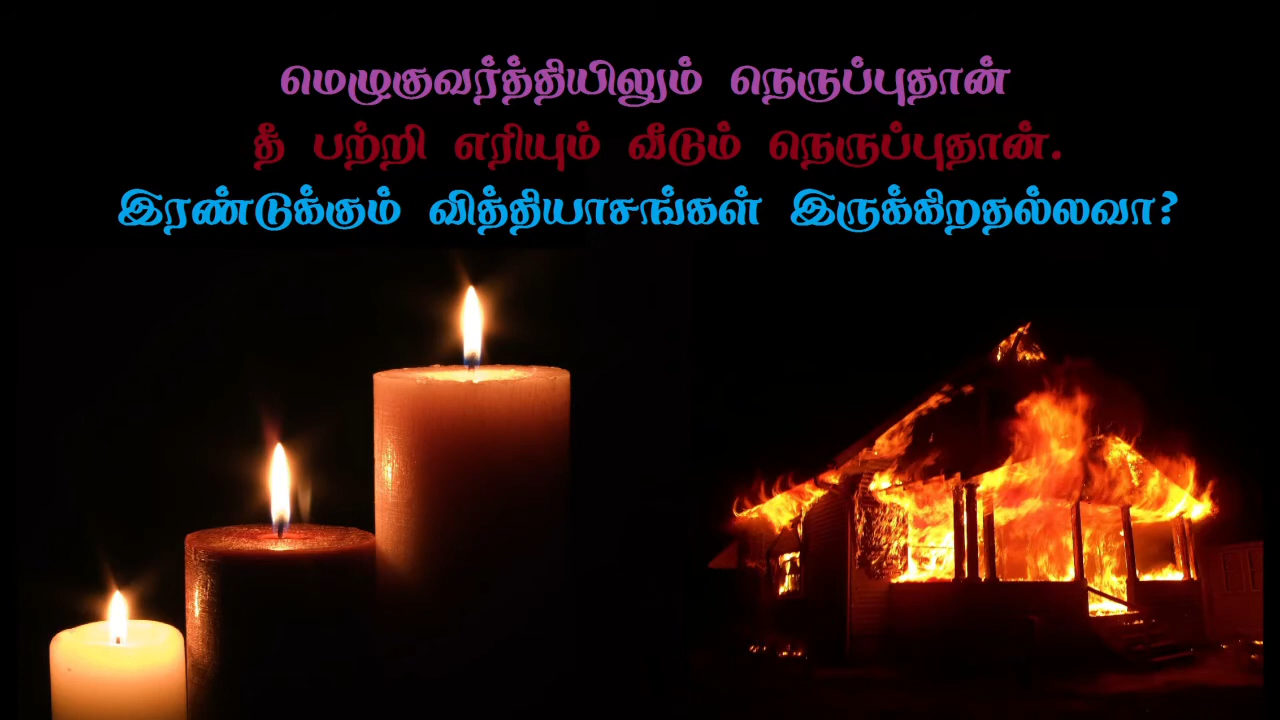 மெழுகுவர்த்தியிலும் நெருப்புதான்
தீ பற்றி எரியும் வீடும் நெருப்புதான்.
இரண்டுக்கும் வித்தியாசங்கள் இருக்கிறதல்லவா?